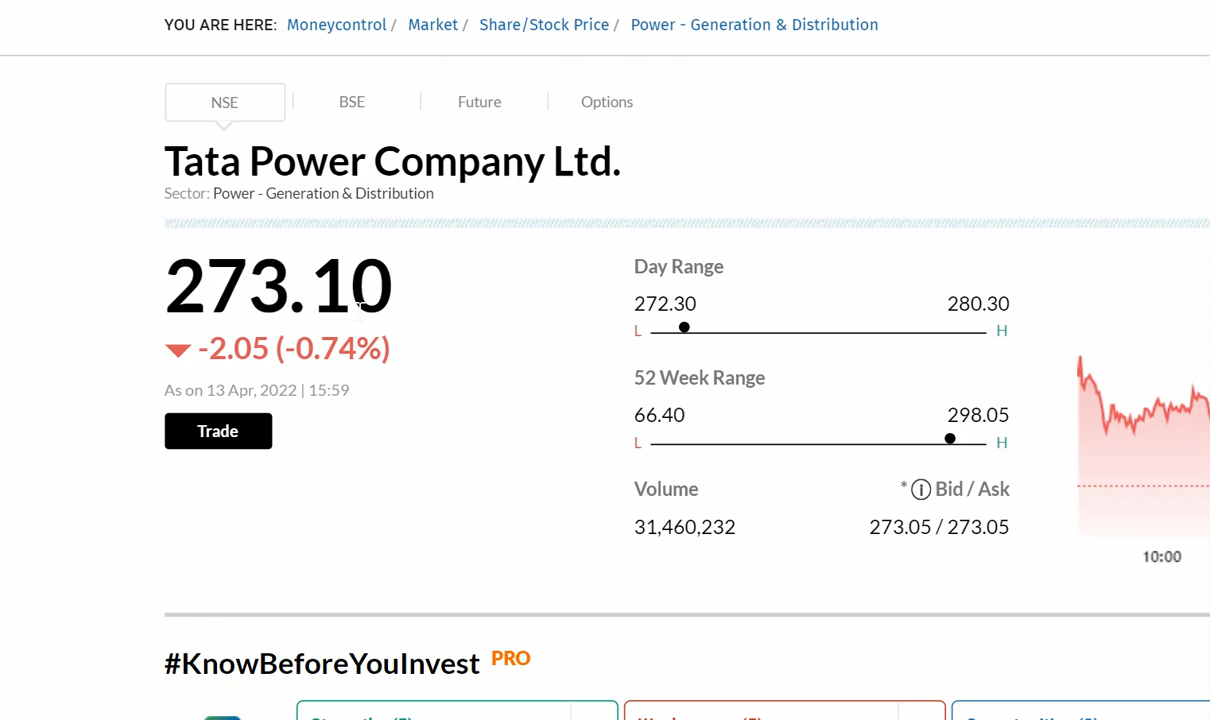 YOU ARE HERE: Moneycontrol / Market / Share/Stock Price / Power - Generation & Distribution
NSE BSE Future Options
Tata Power Company Ltd.
Sector: Power - Generation & Distribution
273.10
-2.05 (-0.74%)
As on 13 Apr, 2022 | 15:59
Trade
Day Range
272.30 280.30
L H
52 Week Range
66.40 298.05
L H
Volume * i Bid / Ask
31,460,232 273.05 / 273.05
10:00
#KnowBeforeYouInvest PRO